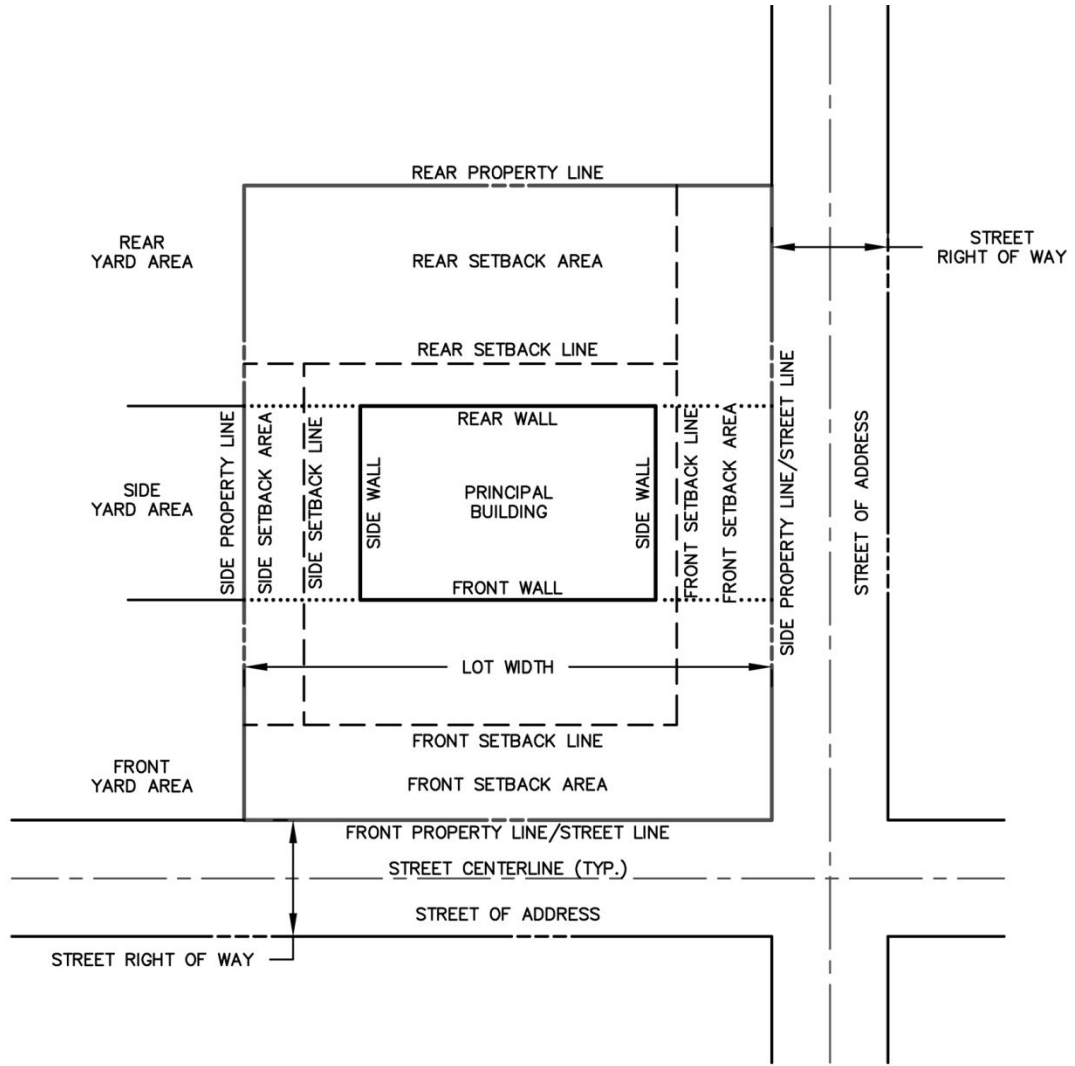 REAR PROPERTY LINE
REAR
YARD AREA
REAR SETBACK AREA
STREET
RIGHT OF WAY
REAR SETBACK LINE
SIDE
YARD AREA
SIDE PROPERTY LINE
SIDE SETBACK AREA
SIDE SETBACK LINE
SIDE WALL
REAR WALL
PRINCIPAL
BUILDING
FRONT WALL
SIDE WALL
FRONT SETBACK LINE
FRONT SETBACK AREA
SIDE PROPERTY LINE/STREET LINE
STREET OF ADDRESS
LOT WIDTH
FRONT SETBACK LINE
FRONT
YARD AREA
FRONT SETBACK AREA
FRONT PROPERTY LINE/STREET LINE
STREET CENTERLINE (TYP.)
STREET OF ADDRESS
STREET RIGHT OF WAY